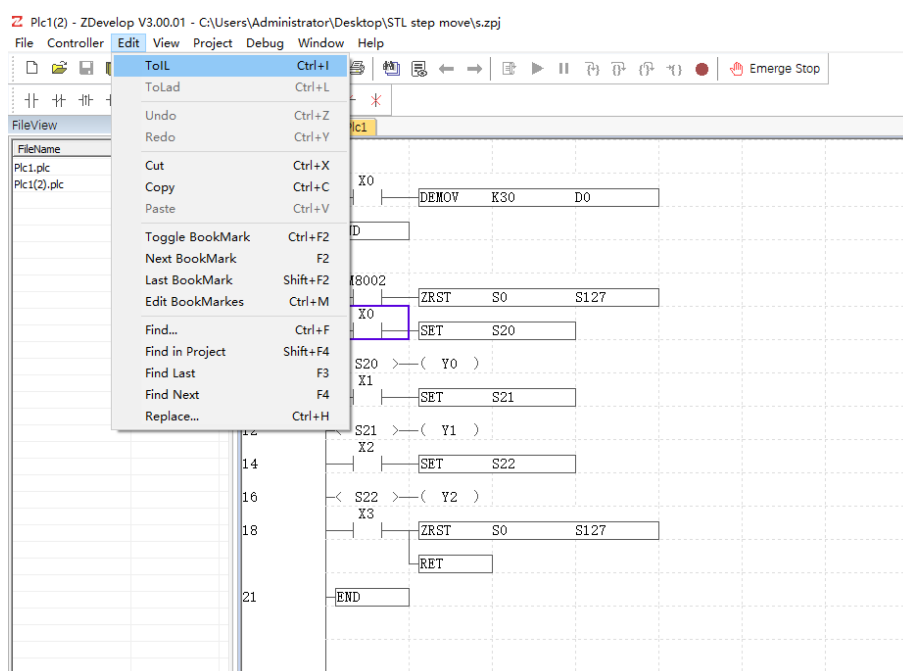 Plc1(2) - ZDevelop V3.00.01 - C:\Users\Administrator\Desktop\STL step move\s.zpj
File Controller Edit View Project Debug Window Help
Emerge Stop
ToIL Ctrl+I
ToLad Ctrl+L
Undo Ctrl+Z
Redo Ctrl+Y
Cut Ctrl+X
Copy Ctrl+C
Paste Ctrl+V
Toggle BookMark Ctrl+F2
Next BookMark F2
Last BookMark Shift+F2
Edit BookMarkes Ctrl+M
Find... Ctrl+F
Find in Project Shift+F4
Find Last F3
Find Next F4
Replace... Ctrl+H
FileView
FileName
Plc1.plc
Plc1(2).plc
X0
DEMOV K30 D0
M8002
ZRST S0 S127
X0
SET S20
S20 ( Y0 )
X1
SET S21
12 S21 ( Y1 )
X2
14 SET S22
16 < S22 > ( Y2 )
X3
18 ZRST S0 S127
RET
21 END